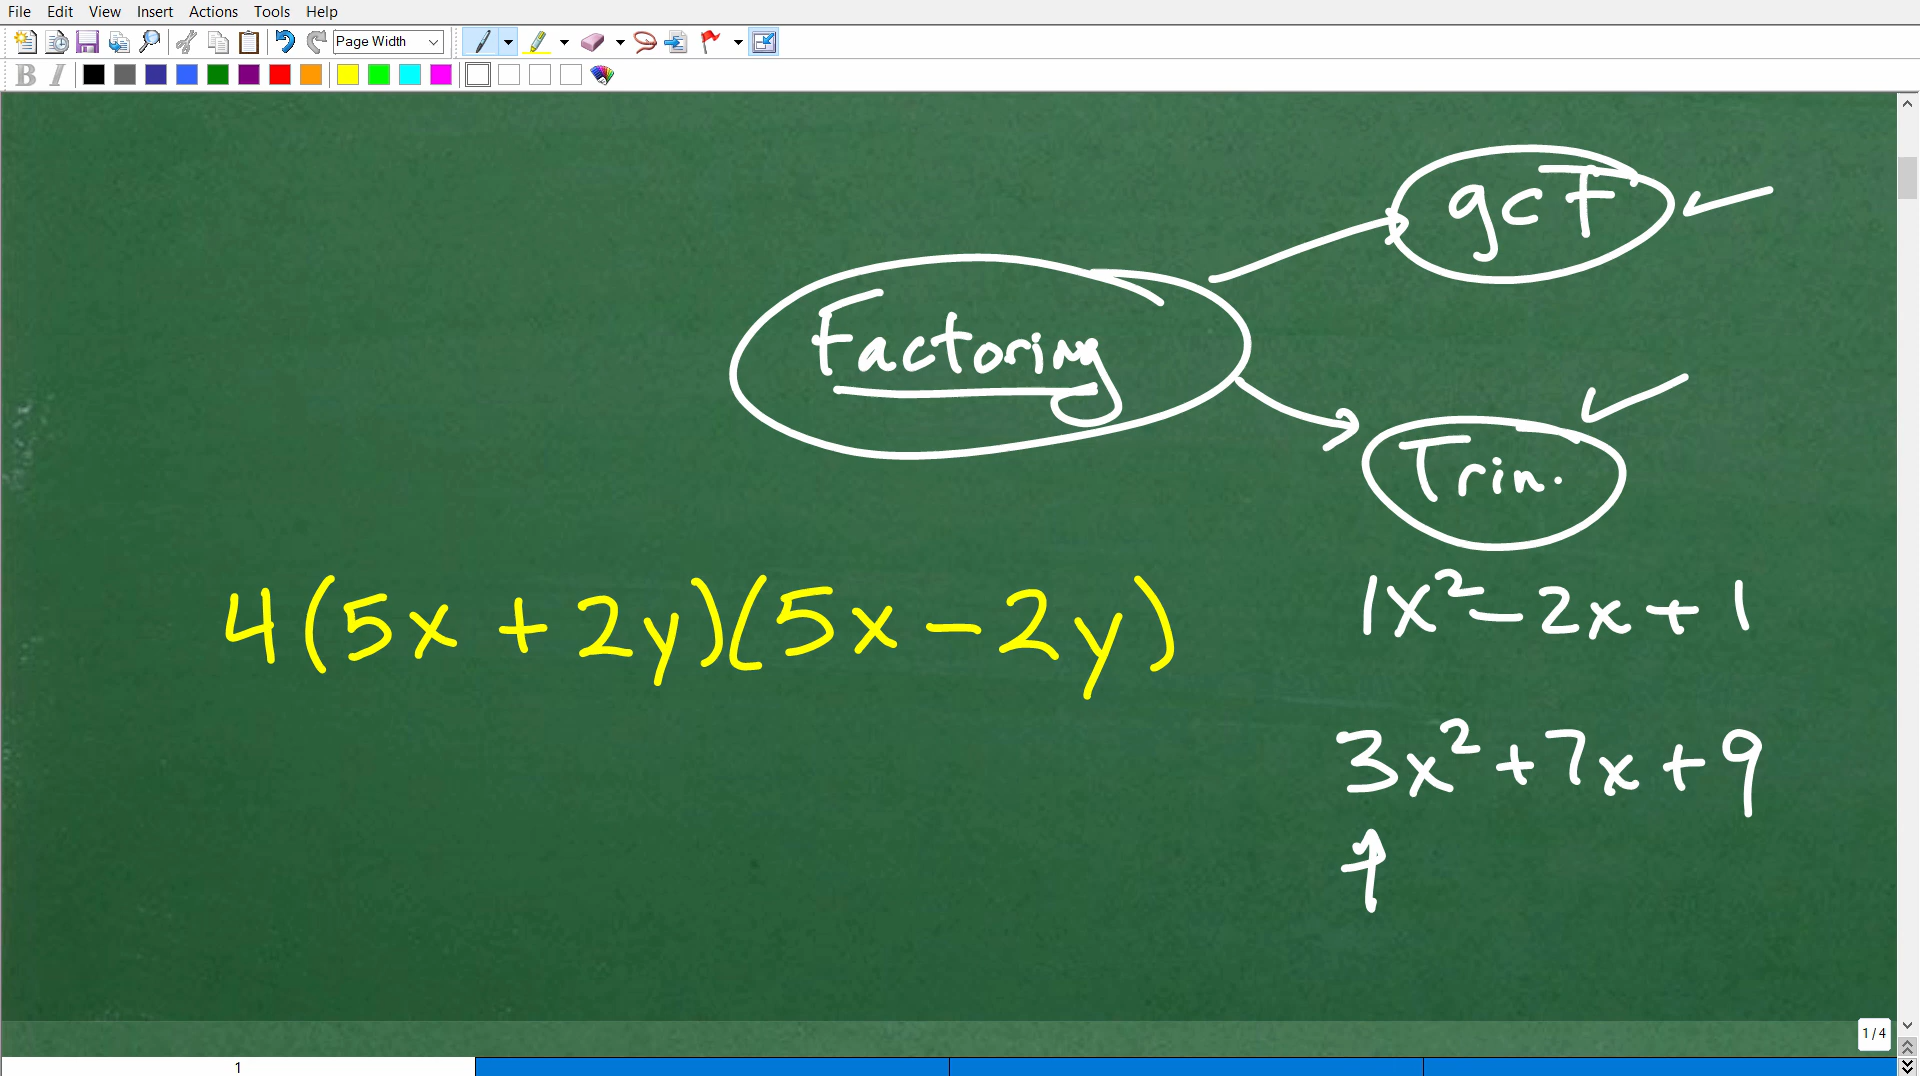 File Edit View Insert Actions Tools Help
Page Width
B I
gcF
Factoring
Trin.
4(5x + 2y)(5x - 2y)
1x² - 2x + 1
3x² + 7x + 9
1 / 4
1